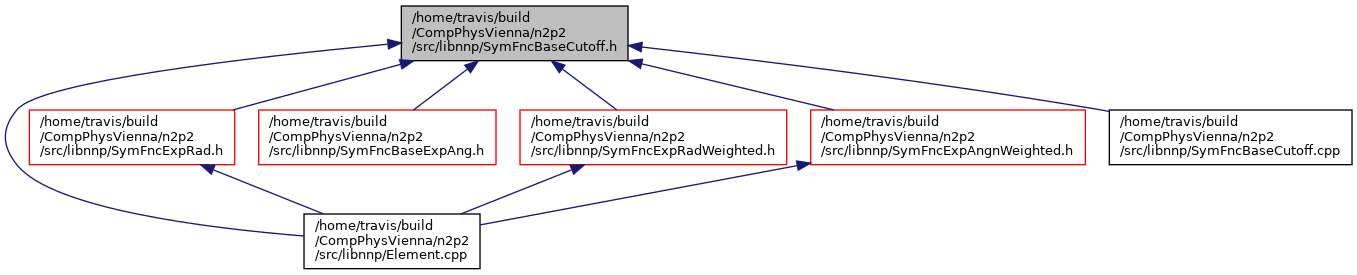 /home/travis/build
/CompPhysVienna/n2p2
/src/libnnp/SymFncBaseCutoff.h
/home/travis/build
/CompPhysVienna/n2p2
/src/libnnp/SymFncExpRad.h
/home/travis/build
/CompPhysVienna/n2p2
/src/libnnp/SymFncBaseExpAng.h
/home/travis/build
/CompPhysVienna/n2p2
/src/libnnp/SymFncExpRadWeighted.h
/home/travis/build
/CompPhysVienna/n2p2
/src/libnnp/SymFncExpAngnWeighted.h
/home/travis/build
/CompPhysVienna/n2p2
/src/libnnp/SymFncBaseCutoff.cpp
/home/travis/build
/CompPhysVienna/n2p2
/src/libnnp/Element.cpp